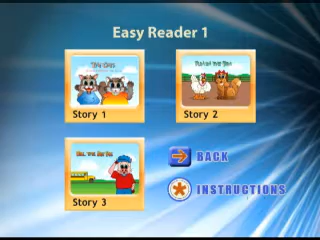 Easy Reader 1
Story 1
Story 2
Story 3
BACK
INSTRUCTIONS